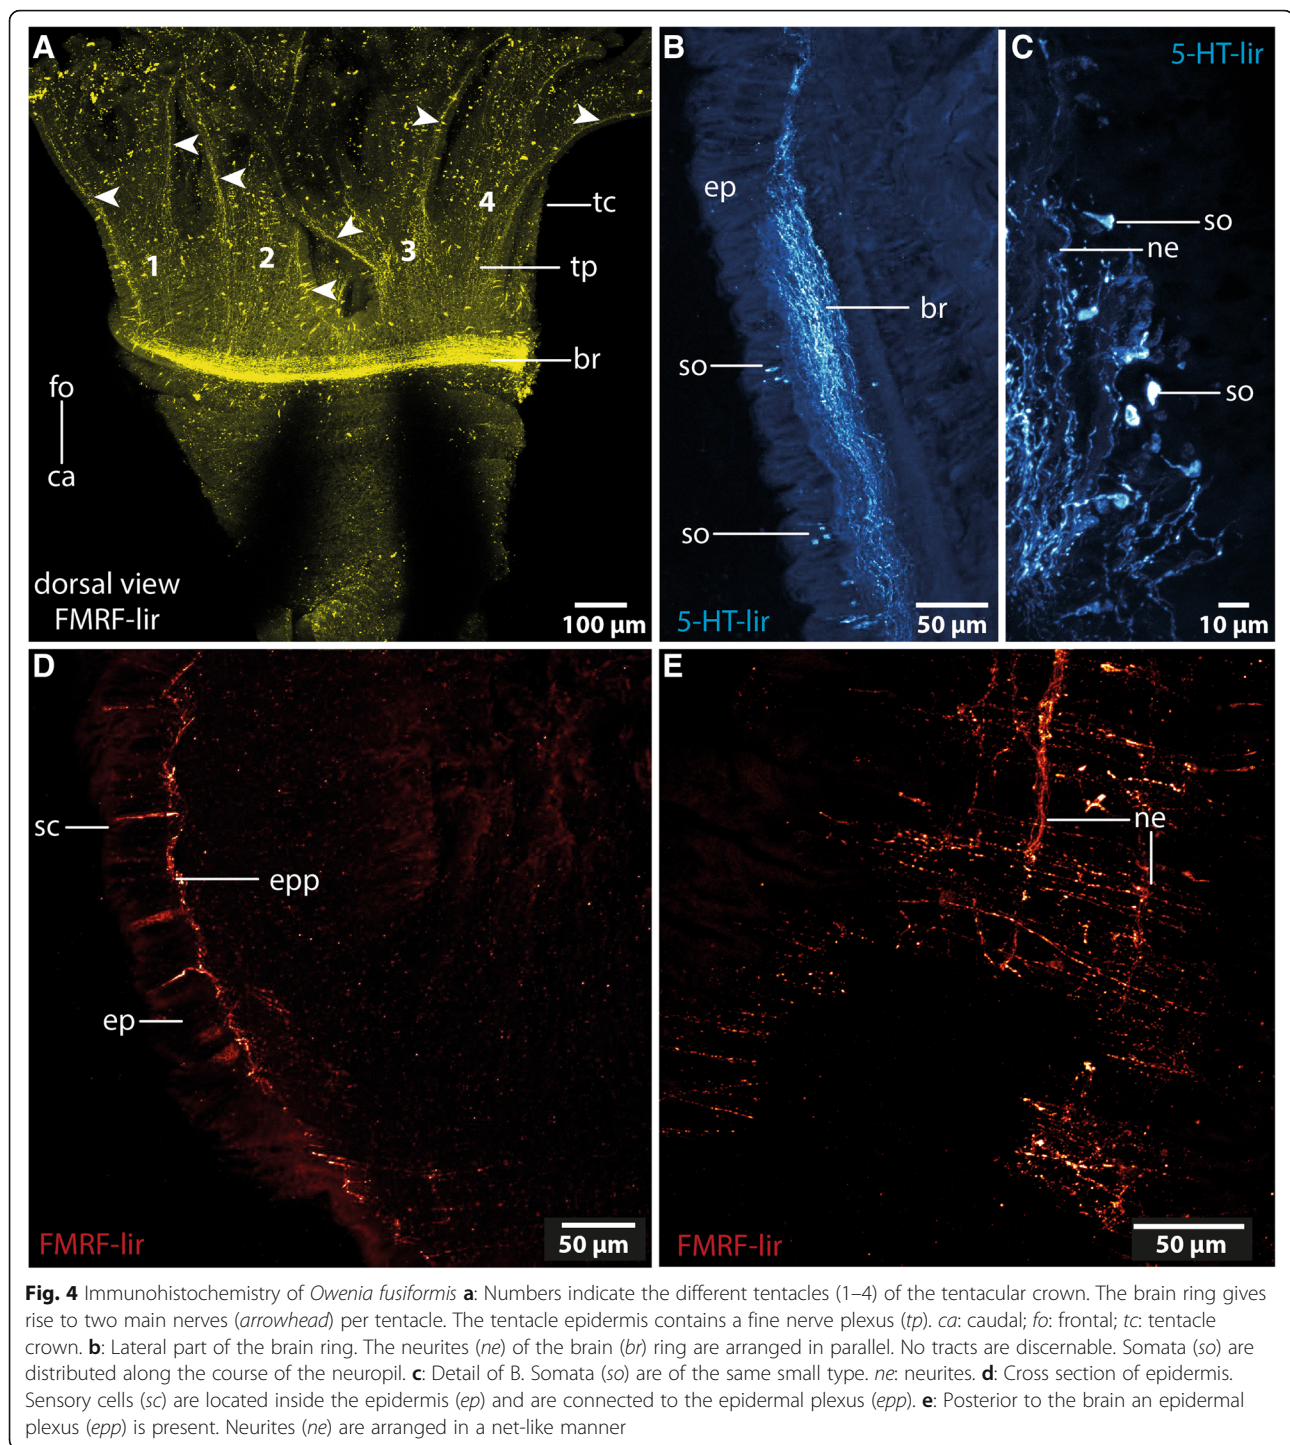 A
1
2
3
4
tc
tp
br
fo
ca
dorsal view
FMRF-lir
100 µm
B
ep
br
so
so
5-HT-lir
50 µm
C
5-HT-lir
so
ne
so
10 µm
D
sc
epp
ep
FMRF-lir
50 µm
E
ne
FMRF-lir
50 µm
Fig. 4 Immunohistochemistry of Owenia fusiformis a: Numbers indicate the different tentacles (1–4) of the tentacular crown. The brain ring gives
rise to two main nerves (arrowhead) per tentacle. The tentacle epidermis contains a fine nerve plexus (tp). ca: caudal; fo: frontal; tc: tentacle
crown. b: Lateral part of the brain ring. The neurites (ne) of the brain (br) ring are arranged in parallel. No tracts are discernable. Somata (so) are
distributed along the course of the neuropil. c: Detail of B. Somata (so) are of the same small type. ne: neurites. d: Cross section of epidermis.
Sensory cells (sc) are located inside the epidermis (ep) and are connected to the epidermal plexus (epp). e: Posterior to the brain an epidermal
plexus (epp) is present. Neurites (ne) are arranged in a net-like manner